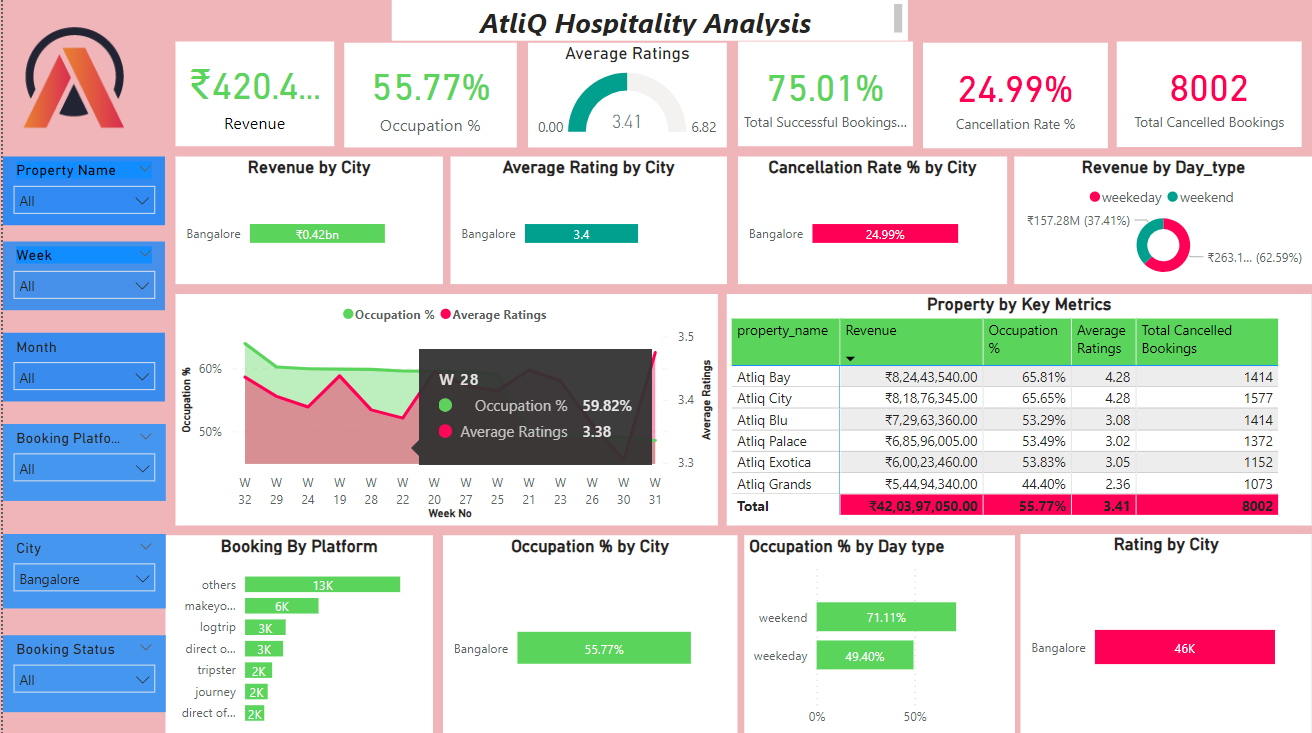 AtliQ Hospitality Analysis
₹420.4...
Revenue
55.77%
Occupation %
Average Ratings
0.00
3.41
6.82
75.01%
Total Successful Bookings...
24.99%
Cancellation Rate %
8002
Total Cancelled Bookings
Property Name
All
Week
All
Month
All
Booking Platfo...
All
City
Bangalore
Booking Status
All
Revenue by City
Bangalore
₹0.42bn
Average Rating by City
Bangalore
3.4
Cancellation Rate % by City
Bangalore
24.99%
Revenue by Day_type
weekeday weekend
₹157.28M (37.41%)
₹263.1... (62.59%)
Occupation % Average Ratings
Occupation %
60%
50%
W 28
Occupation % 59.82%
Average Ratings 3.38
3.5
3.4
3.3
Average Ratings
W W W W W W W W W W W W W W
32 29 24 19 28 22 20 27 25 21 23 26 30 31
Week No
Property by Key Metrics
property_name Revenue Occupation % Average Ratings Total Cancelled Bookings
Atliq Bay ₹8,24,43,540.00 65.81% 4.28 1414
Atliq City ₹8,18,76,345.00 65.65% 4.28 1577
Atliq Blu ₹7,29,63,360.00 53.29% 3.08 1414
Atliq Palace ₹6,85,96,005.00 53.49% 3.02 1372
Atliq Exotica ₹6,00,23,460.00 53.83% 3.05 1152
Atliq Grands ₹5,44,94,340.00 44.40% 2.36 1073
Total ₹42,03,97,050.00 55.77% 3.41 8002
Booking By Platform
others 13K
makeyo... 6K
logtrip 3K
direct o... 3K
tripster 2K
journey 2K
direct of... 2K
Occupation % by City
Bangalore 55.77%
Occupation % by Day type
weekend 71.11%
weekeday 49.40%
0% 50%
Rating by City
Bangalore 46K